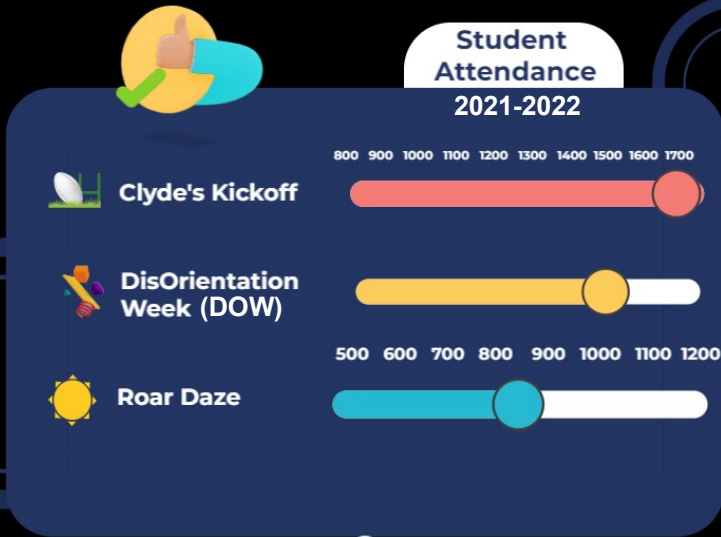 Student
Attendance
2021-2022
800 900 1000 1100 1200 1300 1400 1500 1600 1700
Clyde's Kickoff
DisOrientation
Week (DOW)
500 600 700 800 900 1000 1100 1200
Roar Daze